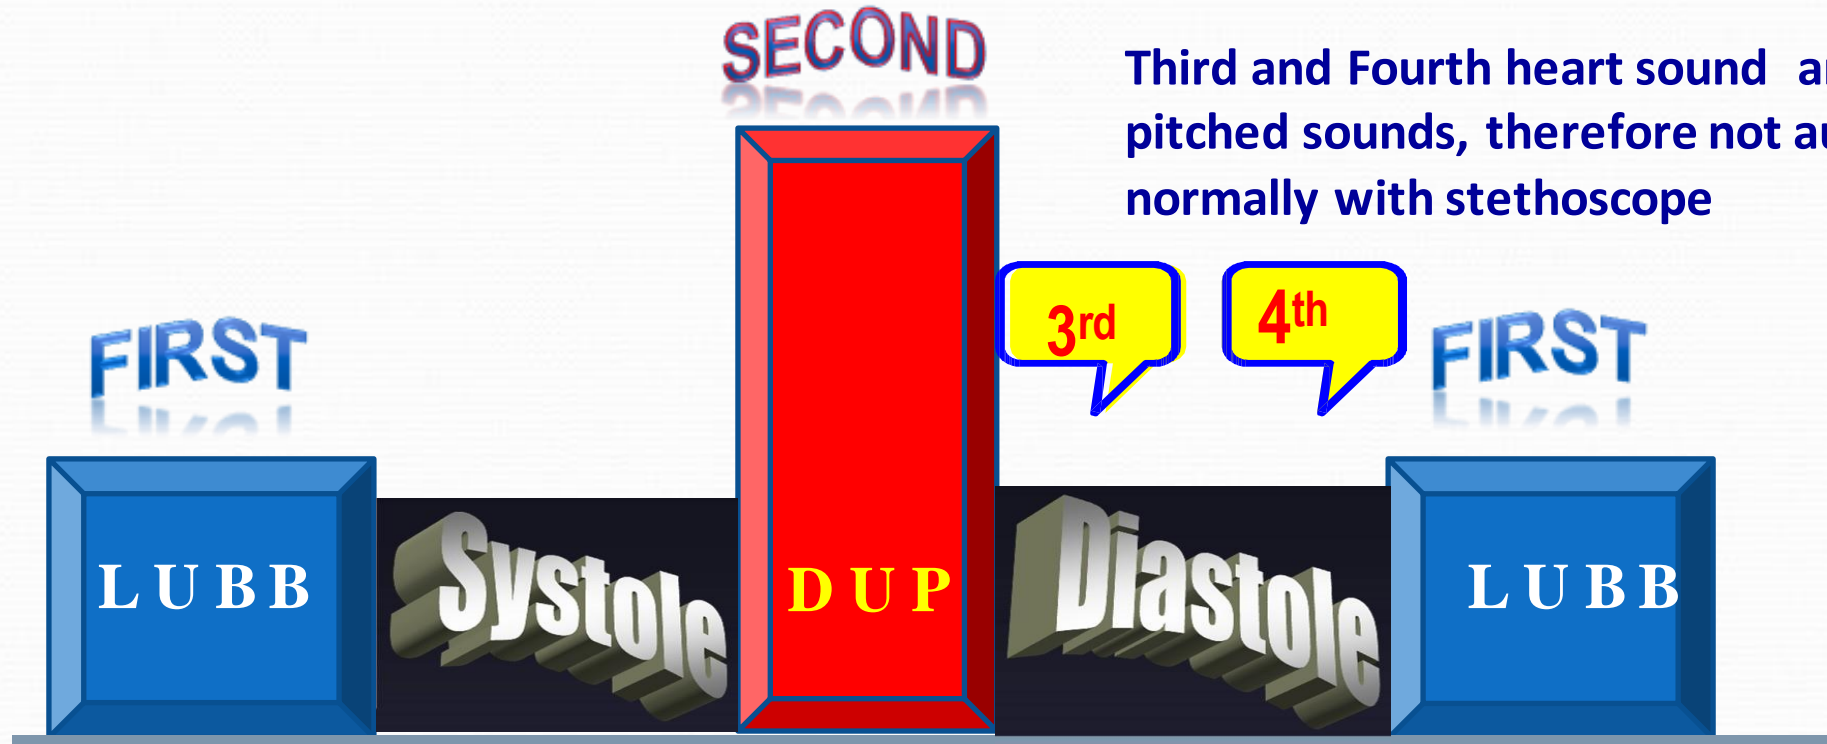 SECOND
Third and Fourth heart sound
pitched sounds, therefore not
normally with stethoscope
3rd
4th
FIRST
FIRST
LUBB
Systole
DUP
Diastole
LUBB